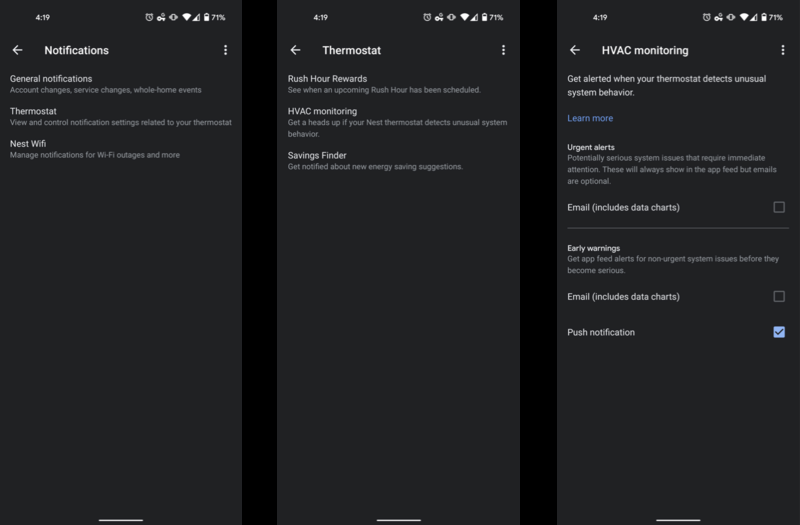 4:19
71%
Notifications
General notifications
Account changes, service changes, whole-home events
Thermostat
View and control notification settings related to your thermostat
Nest Wifi
Manage notifications for Wi-Fi outages and more
4:19
71%
Thermostat
Rush Hour Rewards
See when an upcoming Rush Hour has been scheduled.
HVAC monitoring
Get a heads up if your Nest thermostat detects unusual system
behavior.
Savings Finder
Get notified about new energy saving suggestions.
4:19
71%
HVAC monitoring
Get alerted when your thermostat detects unusual
system behavior.
Learn more
Urgent alerts
Potentially serious system issues that require immediate
attention. These will always show in the app feed but emails
are optional.
Email (includes data charts)
Early warnings
Get app feed alerts for non-urgent system issues before they
become serious.
Email (includes data charts)
Push notification